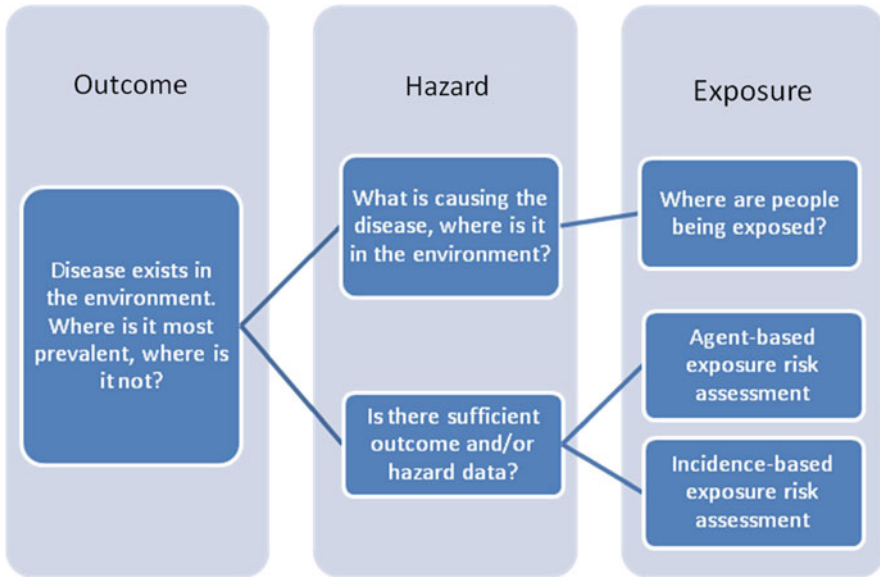 Outcome
Disease exists in
the environment.
Where is it most
prevalent, where is
it not?
Hazard
What is causing the
disease, where is it
in the environment?
Is there sufficient
outcome and/or
hazard data?
Exposure
Where are people
being exposed?
Agent-based
exposure risk
assessment
Incidence-based
exposure risk
assessment